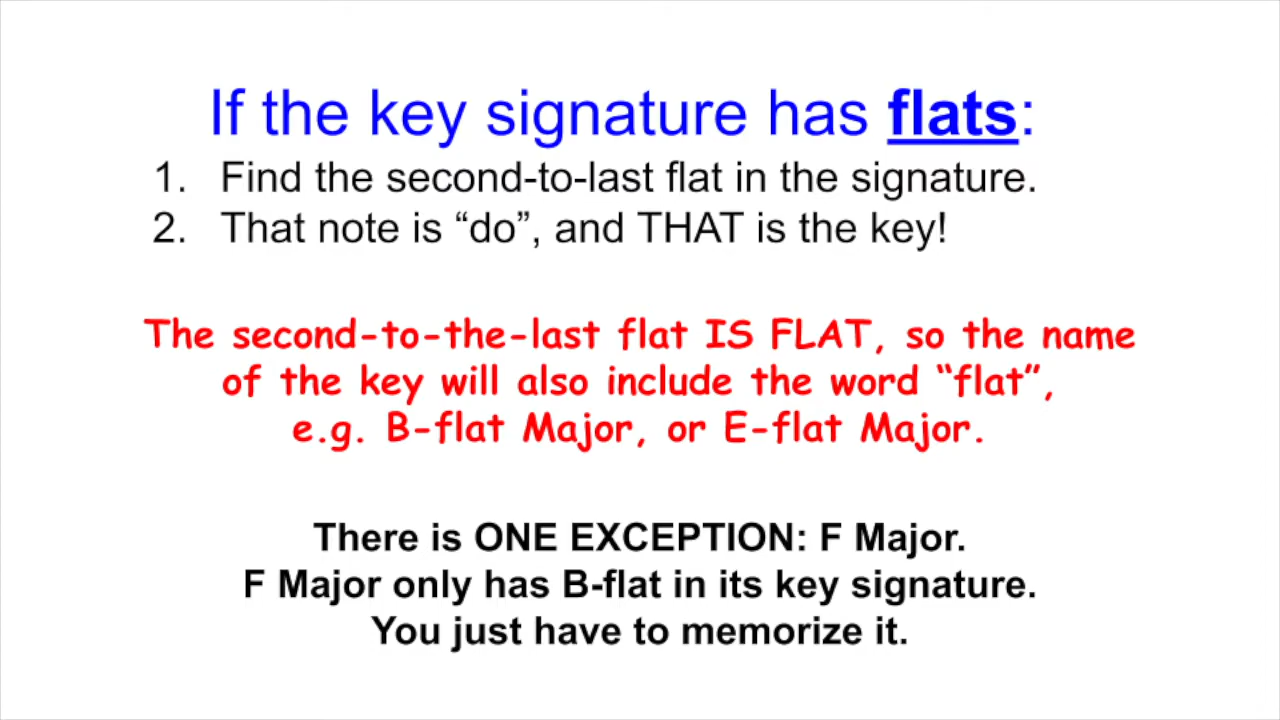 If the key signature has flats:
1. Find the second-to-last flat in the signature.
2. That note is “do”, and THAT is the key!
The second-to-the-last flat IS FLAT, so the name
of the key will also include the word “flat”,
e.g. B-flat Major, or E-flat Major.
There is ONE EXCEPTION: F Major.
F Major only has B-flat in its key signature.
You just have to memorize it.